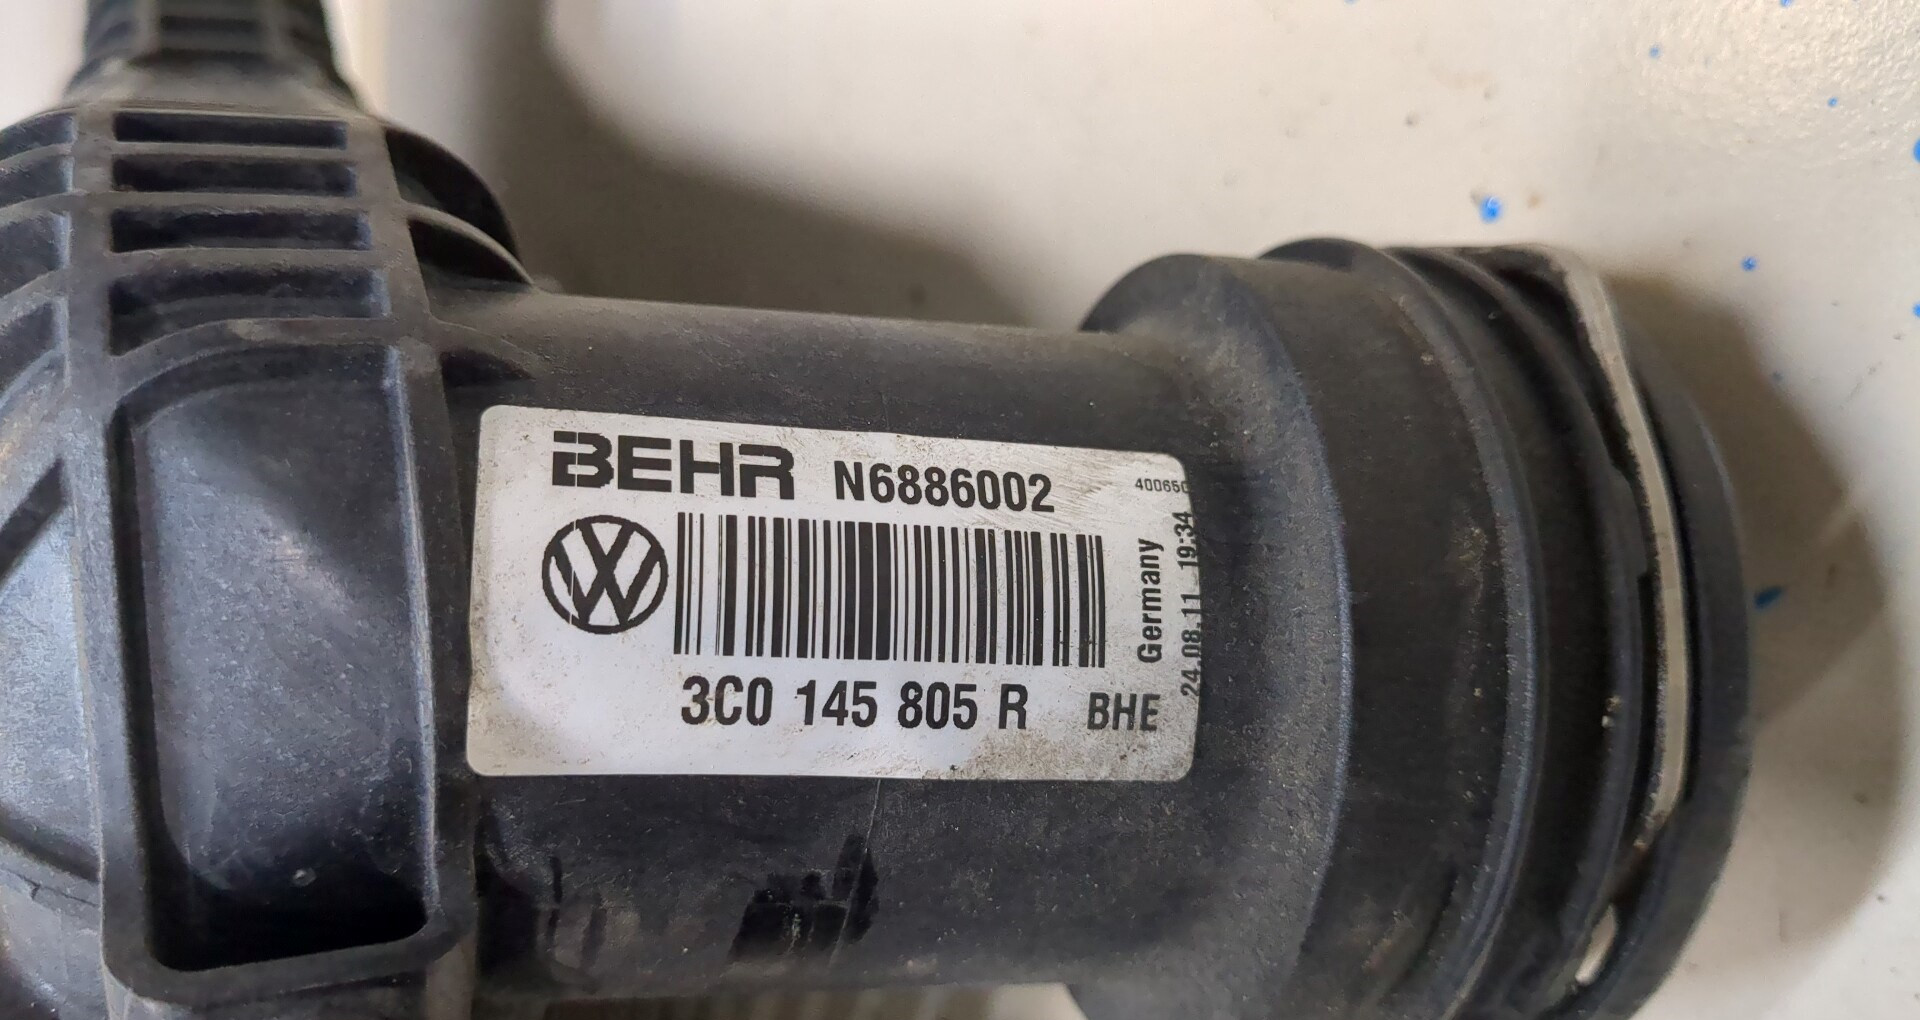 BEHR N6886002
400650
Germany
24.08.11 19:34
3C0 145 805 R BHE